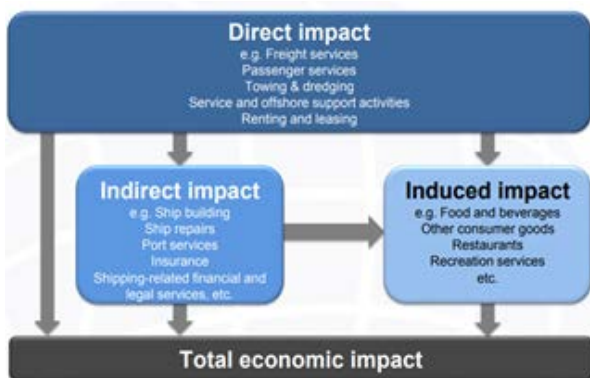 Direct impact
e.g. Freight services
Passenger services
Towing & dredging
Service and offshore support activities
Renting and leasing
Indirect impact
e.g. Ship building
Ship repairs
Port services
Insurance
Shipping-related financial and
legal services, etc.
Induced impact
e.g. Food and beverages
Other consumer goods
Restaurants
Recreation services
etc.
Total economic impact